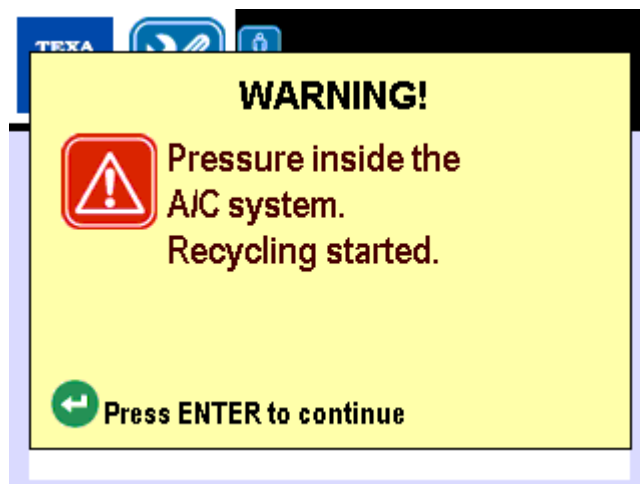 TEXA
WARNING!
Pressure inside the
A/C system.
Recycling started.
Press ENTER to continue